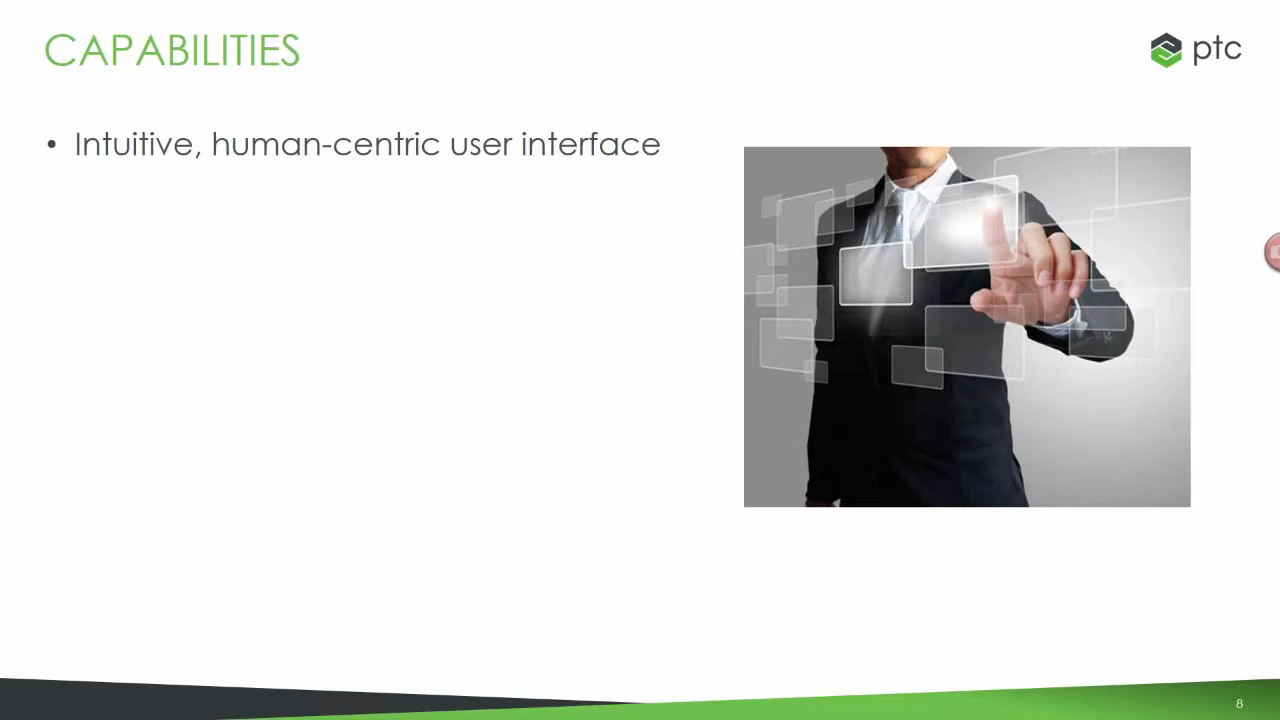 CAPABILITIES
ptc
• Intuitive, human-centric user interface
8